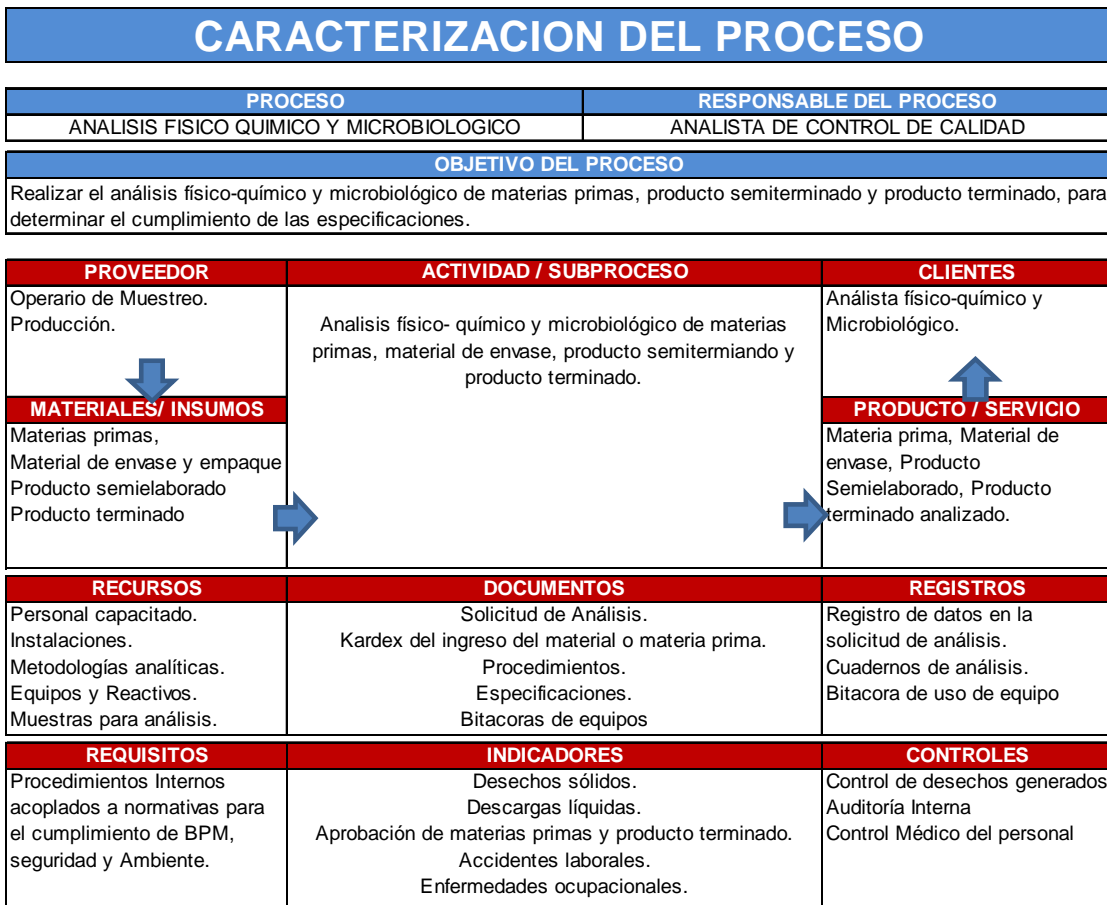 CARACTERIZACION DEL PROCESO
PROCESO
RESPONSABLE DEL PROCESO
ANALISIS FISICO QUIMICO Y MICROBIOLOGICO
ANALISTA DE CONTROL DE CALIDAD
OBJETIVO DEL PROCESO
Realizar el análisis físico-químico y microbiológico de materias primas, producto semiterminado y producto terminado, para
determinar el cumplimiento de las especificaciones.
PROVEEDOR
Operario de Muestreo.
Producción.
MATERIALES/ INSUMOS
Materias primas,
Material de envase y empaque
Producto semielaborado
Producto terminado
ACTIVIDAD / SUBPROCESO
Analisis físico- químico y microbiológico de materias
primas, material de envase, producto semitermiando y
producto terminado.
CLIENTES
Análista físico-químico y
Microbiológico.
PRODUCTO / SERVICIO
Materia prima, Material de
envase, Producto
Semielaborado, Producto
terminado analizado.
RECURSOS
Personal capacitado.
Instalaciones.
Metodologías analíticas.
Equipos y Reactivos.
Muestras para análisis.
DOCUMENTOS
Solicitud de Análisis.
Kardex del ingreso del material o materia prima.
Procedimientos.
Especificaciones.
Bitacoras de equipos
REGISTROS
Registro de datos en la
solicitud de análisis.
Cuadernos de análisis.
Bitacora de uso de equipo
REQUISITOS
Procedimientos Internos
acoplados a normativas para
el cumplimiento de BPM,
seguridad y Ambiente.
INDICADORES
Desechos sólidos.
Descargas líquidas.
Aprobación de materias primas y producto terminado.
Accidentes laborales.
Enfermedades ocupacionales.
CONTROLES
Control de desechos generados
Auditoría Interna
Control Médico del personal